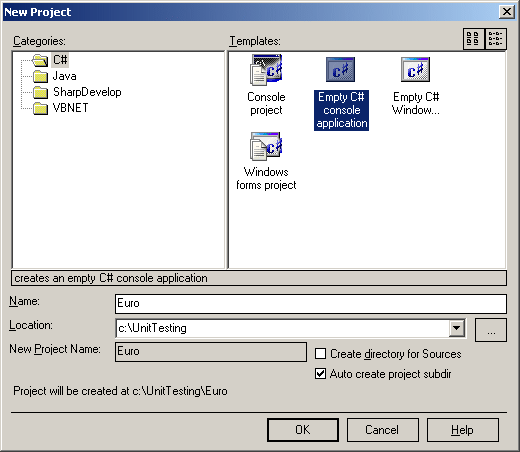 New Project
Categories:
Templates:
C#
Java
SharpDevelop
VBNET
Console
project
Empty C#
console
application
Empty C#
Window...
Windows
forms project
creates an empty C# console application
Name:
Euro
Location:
c:\UnitTesting
...
New Project Name:
Euro
Create directory for Sources
Auto create project subdir
Project will be created at c:\UnitTesting\Euro
OK
Cancel
Help